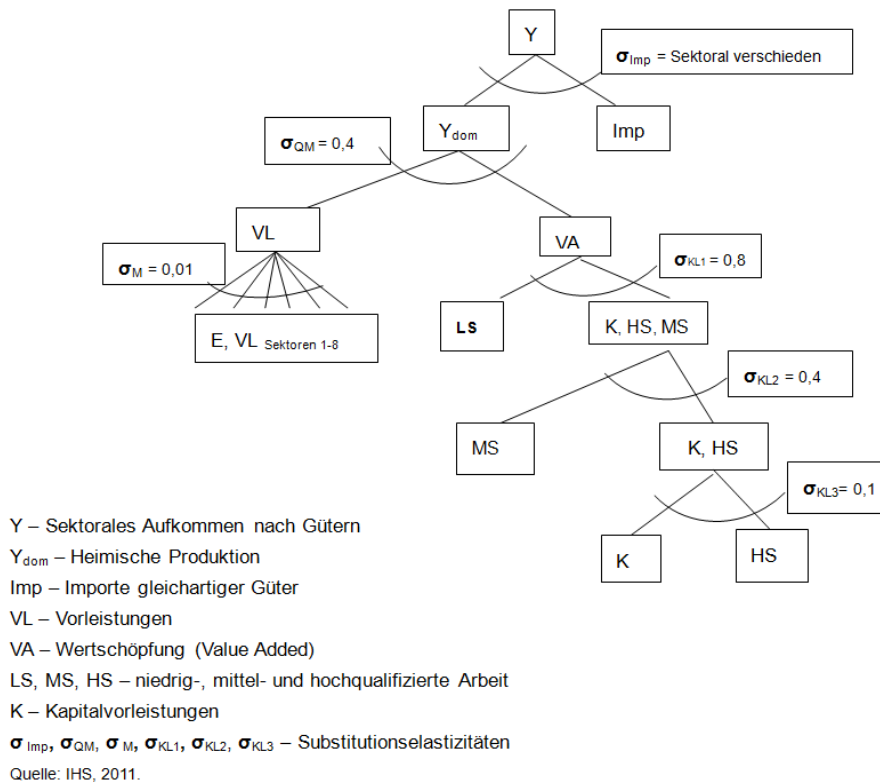 Y
σImp = Sektoral verschieden
Ydom
Imp
σQM = 0,4
VL
VA
σM = 0,01
σKL1 = 0,8
E, VL Sektoren 1-8
LS
K, HS, MS
σKL2 = 0,4
MS
K, HS
σKL3= 0,1
K
HS
Y – Sektorales Aufkommen nach Gütern
Ydom – Heimische Produktion
Imp – Importe gleichartiger Güter
VL – Vorleistungen
VA – Wertschöpfung (Value Added)
LS, MS, HS – niedrig-, mittel- und hochqualifizierte Arbeit
K – Kapitalvorleistungen
σ Imp, σQM, σ M, σKL1, σKL2, σKL3 – Substitutionselastizitäten
Quelle: IHS, 2011.